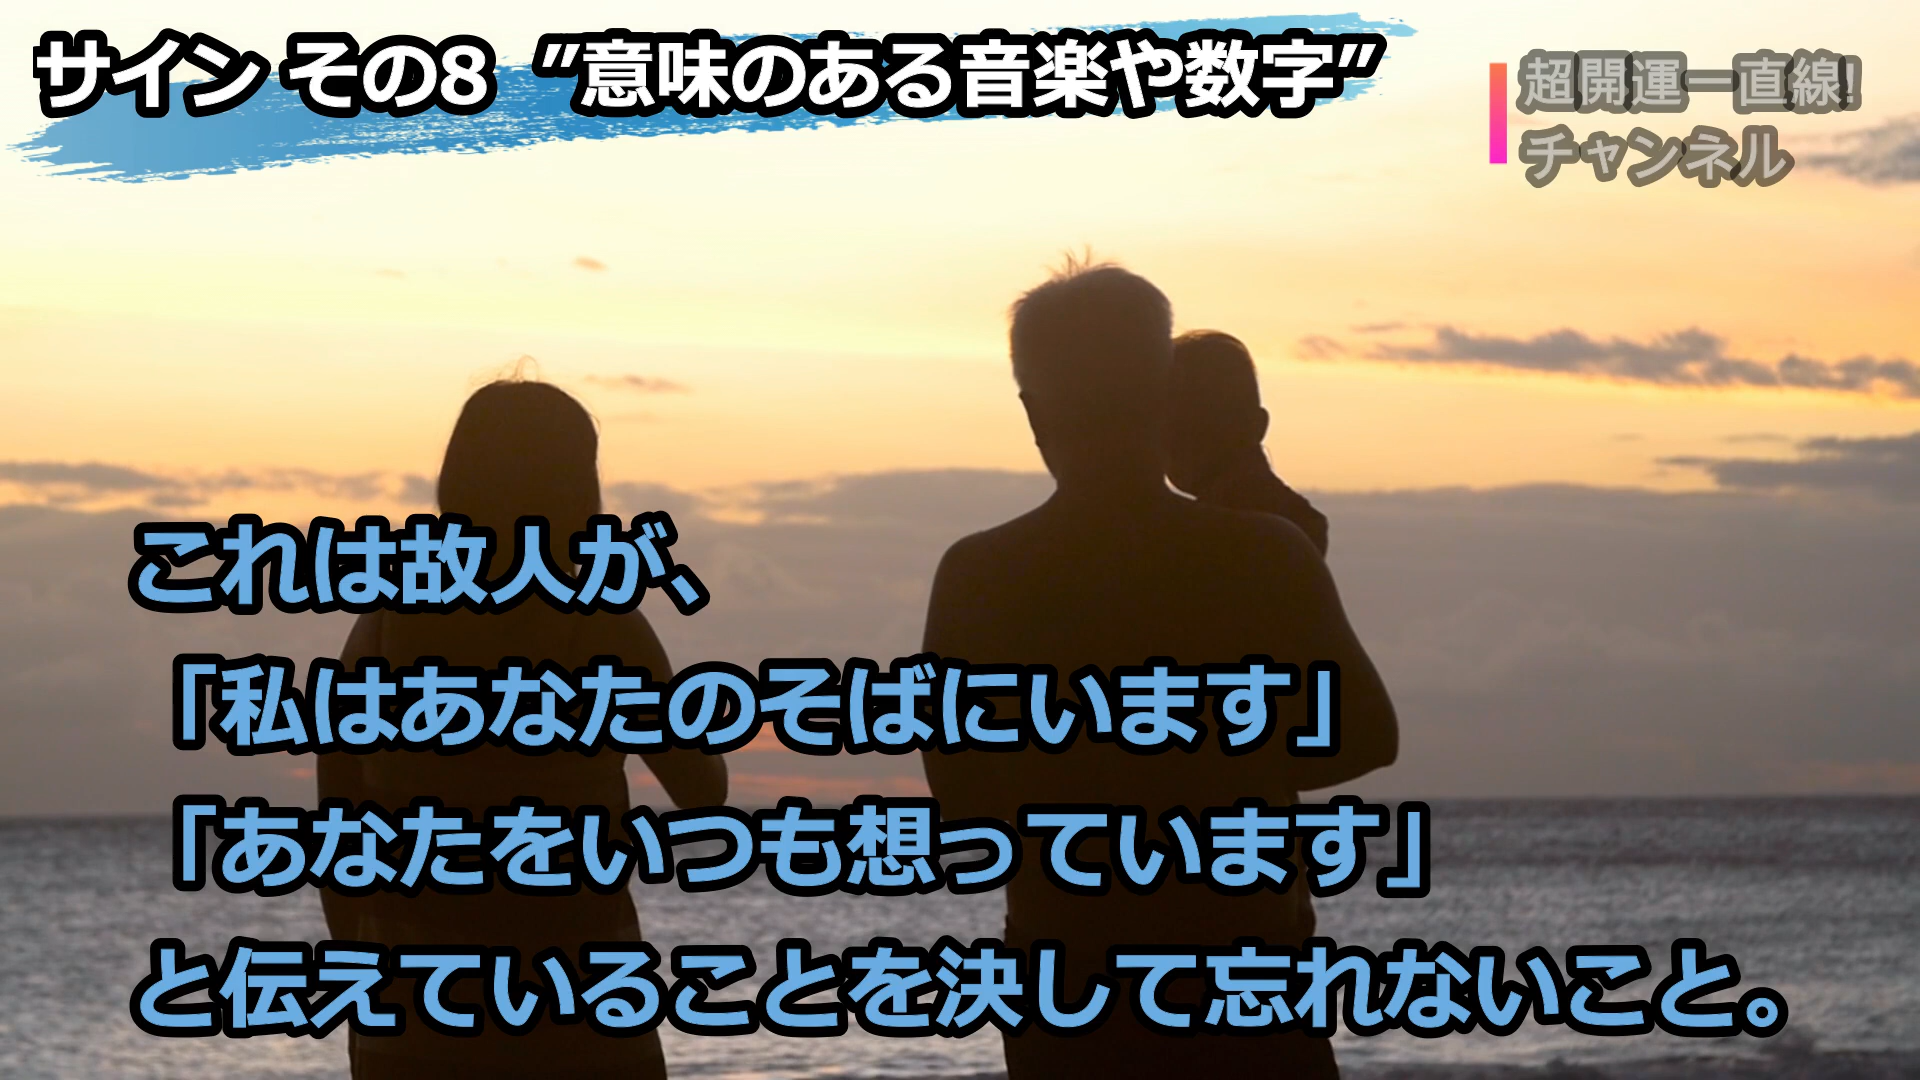 サイン その8 ”意味のある音楽や数字”
超開運一直線!
チャンネル
これは故人が、
「私はあなたのそばにいます」
「あなたをいつも想っています」
と伝えていることを決して忘れないこと。